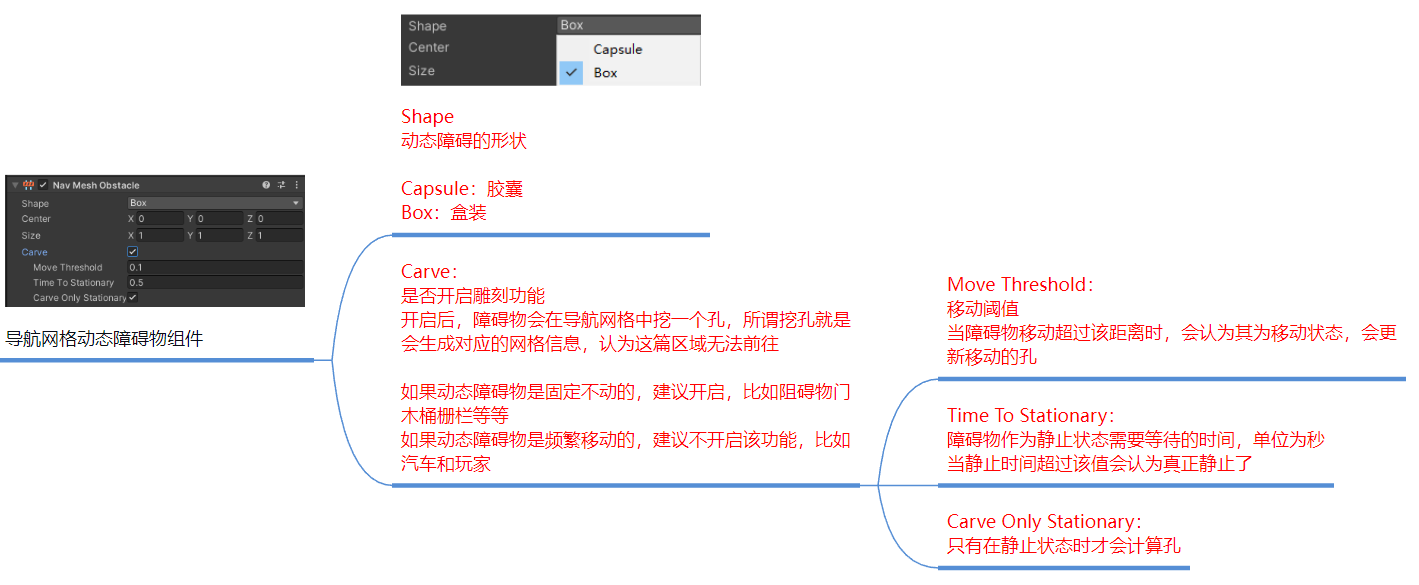 Shape Box
Center Capsule
Size Box
Shape
动态障碍的形状
Capsule：胶囊
Box：盒装
Nav Mesh Obstacle
Shape Box
Center X 0 Y 0 Z 0
Size X 1 Y 1 Z 1
Carve
Move Threshold 0.1
Time To Stationary 0.5
Carve Only Stationary
导航网格动态障碍物组件
Carve：
是否开启雕刻功能
开启后，障碍物会在导航网格中挖一个孔，所谓挖孔就是
会生成对应的网格信息，认为这篇区域无法前往
如果动态障碍物是固定不动的，建议开启，比如阻碍物门
木桶栅栏等等
如果动态障碍物是频繁移动的，建议不开启该功能，比如
汽车和玩家
Move Threshold：
移动阈值
当障碍物移动超过该距离时，会认为其为移动状态，会更
新移动的孔
Time To Stationary：
障碍物作为静止状态需要等待的时间，单位为秒
当静止时间超过该值会认为真正静止了
Carve Only Stationary：
只有在静止状态时才会计算孔